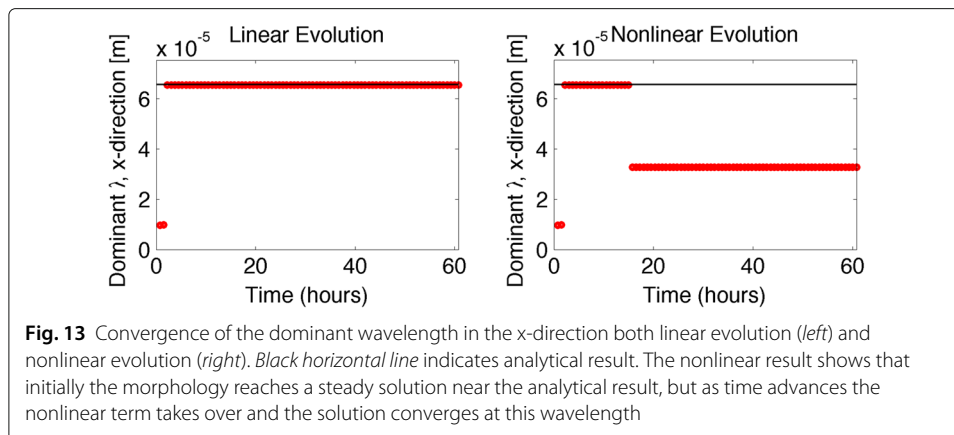 × 10⁻⁵ Linear Evolution
Dominant λ, x-direction [m]
6
4
2
0
0 20 40 60
Time (hours)
× 10⁻⁵ Nonlinear Evolution
Dominant λ, x-direction [m]
6
4
2
0
0 20 40 60
Time (hours)
Fig. 13 Convergence of the dominant wavelength in the x-direction both linear evolution (left) and
nonlinear evolution (right). Black horizontal line indicates analytical result. The nonlinear result shows that
initially the morphology reaches a steady solution near the analytical result, but as time advances the
nonlinear term takes over and the solution converges at this wavelength